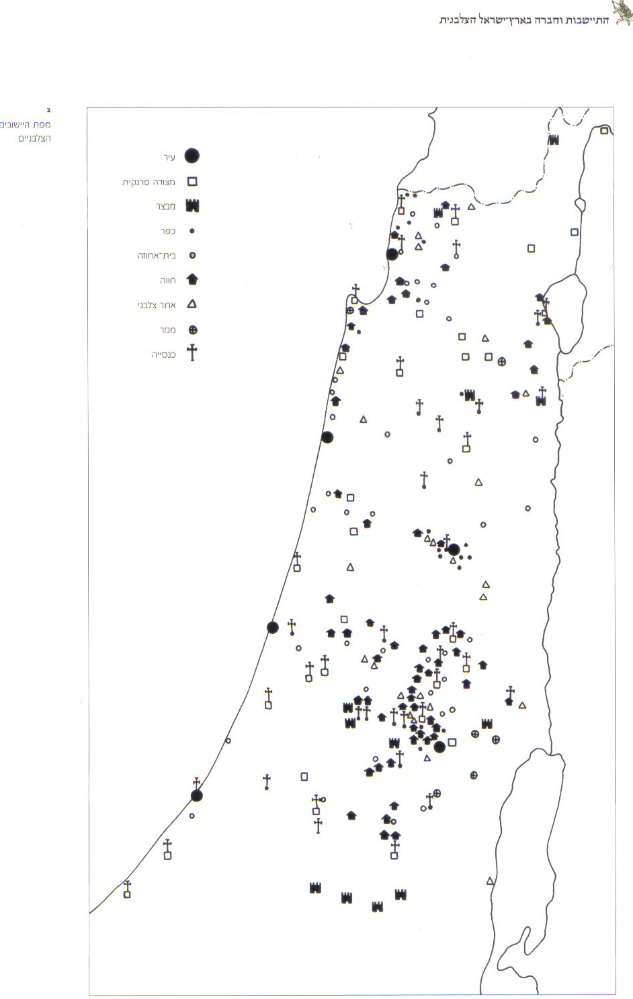 התיישבות וחברה בארץ־ישראל הצלבנית
2
מפת היישובים
הצלבניים
עיר
מצודה פרנקית
מבצר
כפר
בית־אחוזה
חווה
אתר צלבני
מנזר
כנסייה